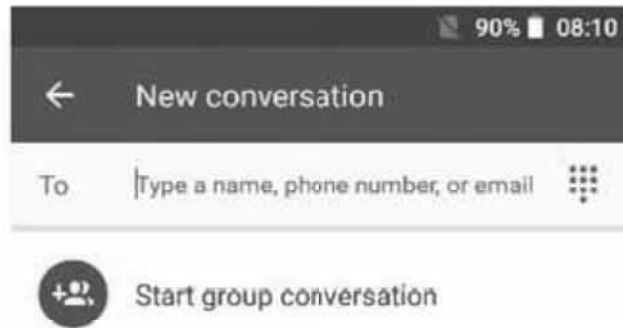 90% 08:10
New conversation
To Type a name, phone number, or email
Start group conversation